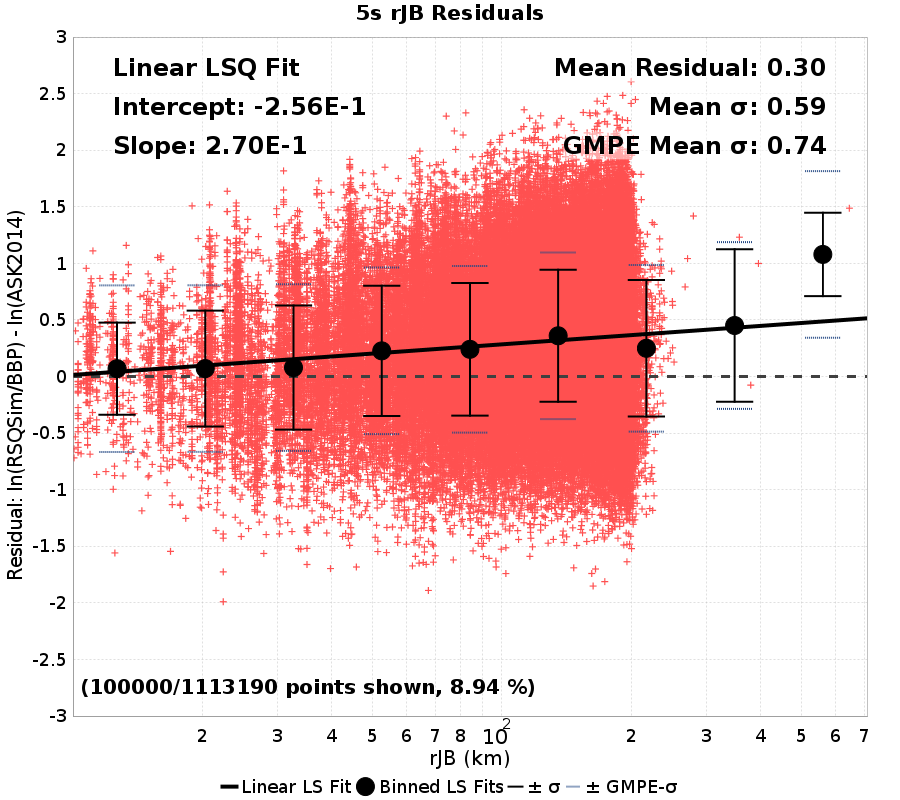 5s rJB Residuals
Linear LSQ Fit
Intercept: -2.56E-1
Slope: 2.70E-1
Mean Residual: 0.30
Mean σ: 0.59
GMPE Mean σ: 0.74
Residual: ln(RSQSim/BBP) - ln(ASK2014)
3
2.5
2
1.5
1
0.5
0
-0.5
-1
-1.5
-2
-2.5
-3
(100000/1113190 points shown, 8.94 %)
2 3 4 5 6 7 8 10² 2 3 4 5 6 7
rJB (km)
Linear LS Fit Binned LS Fits ± σ ± GMPE-σ